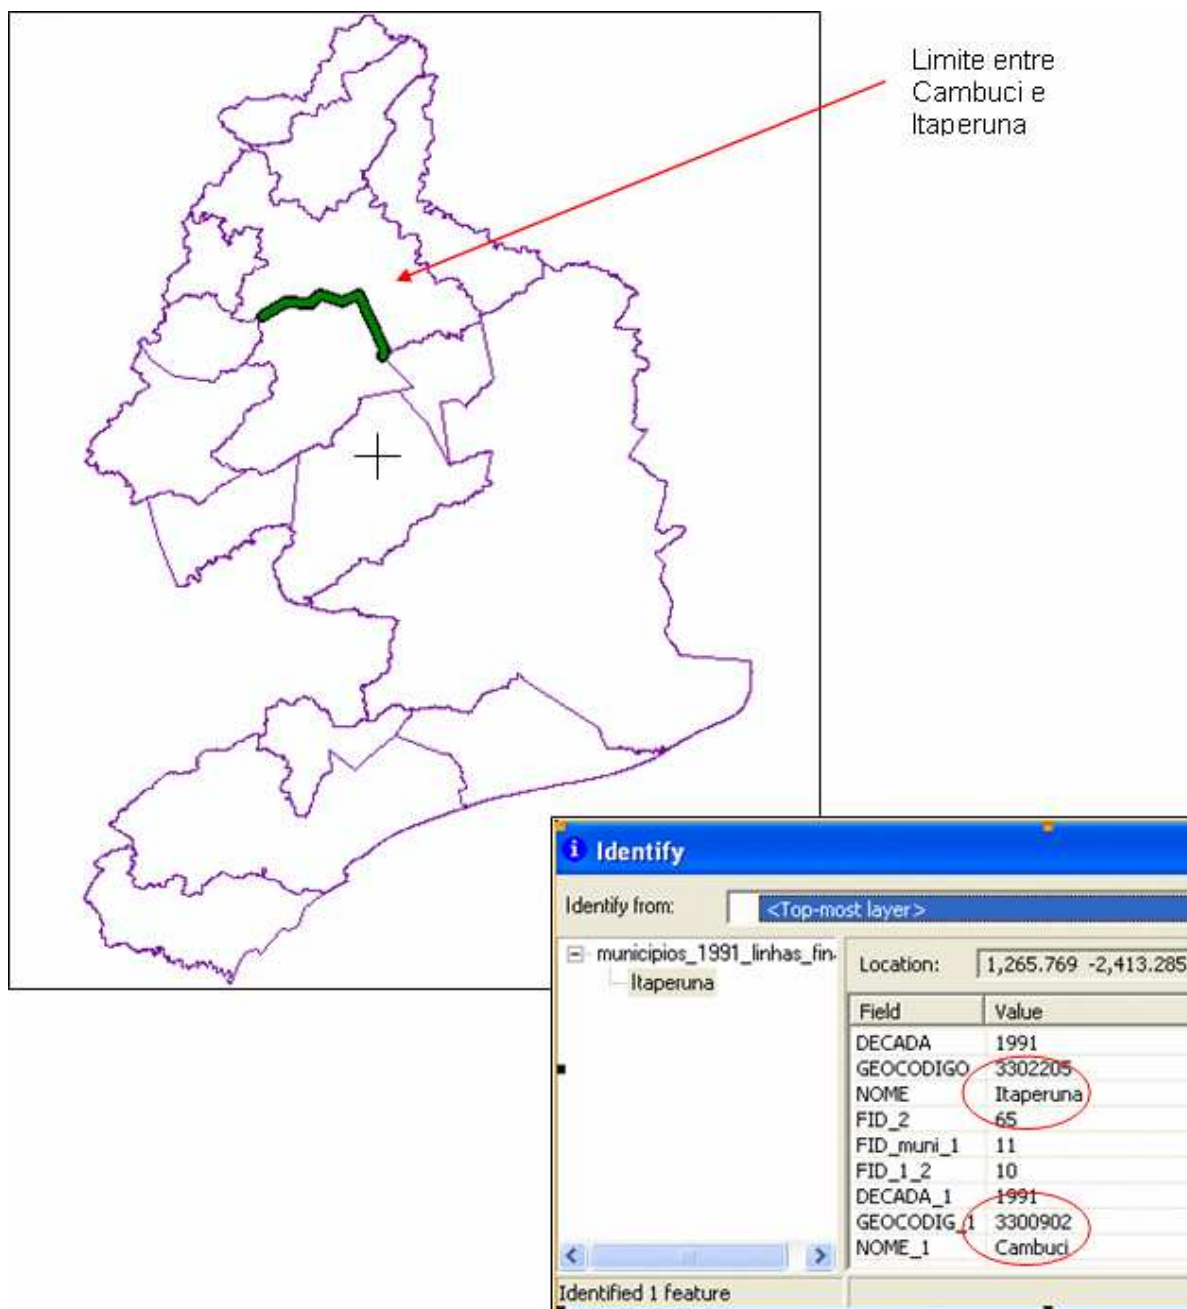 Limite entre
Cambuci e
Itaperuna
Identify
Identify from:
<Top-most layer>
municipios_1991_linhas_fin
Itaperuna
Location: 1,265.769 -2,413.285
Field Value
DECADA 1991
GEOCODIGO 3302205
NOME Itaperuna
FID_2 65
FID_muni_1 11
FID_1_2 10
DECADA_1 1991
GEOCODIG_1 3300902
NOME_1 Cambuci
Identified 1 feature